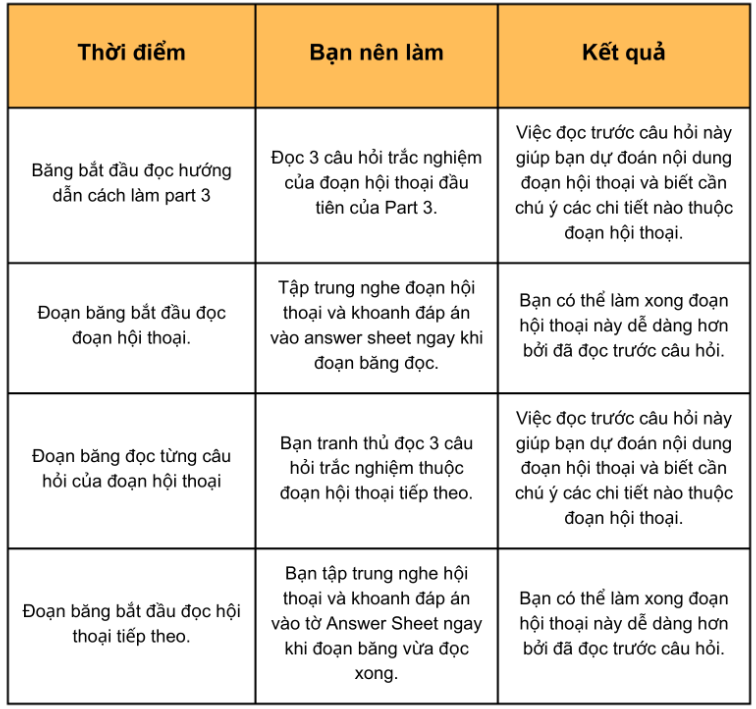 Thời điểm
Bạn nên làm
Kết quả
Băng bắt đầu đọc hướng
dẫn cách làm part 3
Đọc 3 câu hỏi trắc nghiệm
của đoạn hội thoại đầu
tiên của Part 3.
Việc đọc trước câu hỏi này
giúp bạn dự đoán nội dung
đoạn hội thoại và biết cần
chú ý các chi tiết nào thuộc
đoạn hội thoại.
Đoạn băng bắt đầu đọc
đoạn hội thoại.
Tập trung nghe đoạn hội
thoại và khoanh đáp án
vào answer sheet ngay khi
đoạn băng đọc.
Bạn có thể làm xong đoạn
hội thoại này dễ dàng hơn
bởi đã đọc trước câu hỏi.
Đoạn băng đọc từng câu
hỏi của đoạn hội thoại
Bạn tranh thủ đọc 3 câu
hỏi trắc nghiệm thuộc
đoạn hội thoại tiếp theo.
Việc đọc trước câu hỏi này
giúp bạn dự đoán nội dung
đoạn hội thoại và biết cần
chú ý các chi tiết nào thuộc
đoạn hội thoại.
Đoạn băng bắt đầu đọc hội
thoại tiếp theo.
Bạn tập trung nghe hội
thoại và khoanh đáp án
vào tờ Answer Sheet ngay
khi đoạn băng vừa đọc
xong.
Bạn có thể làm xong đoạn
hội thoại này dễ dàng hơn
bởi đã đọc trước câu hỏi.